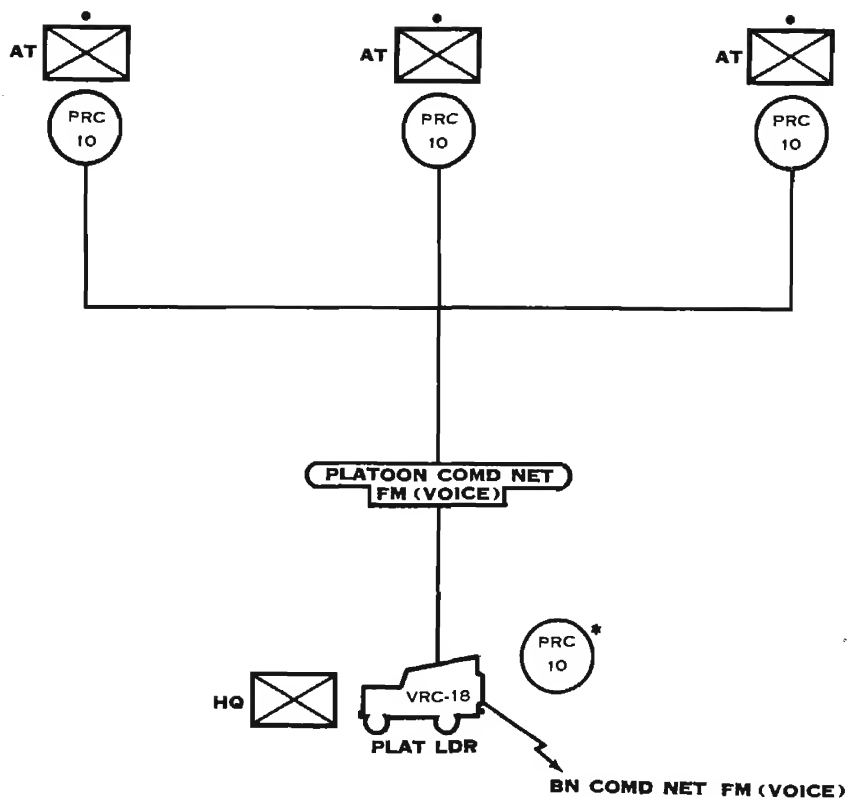 AT
AT
AT
PRC
10
PRC
10
PRC
10
PLATOON COMD NET
FM (VOICE)
PRC
10
*
HQ
VRC-18
PLAT LDR
BN COMD NET FM (VOICE)